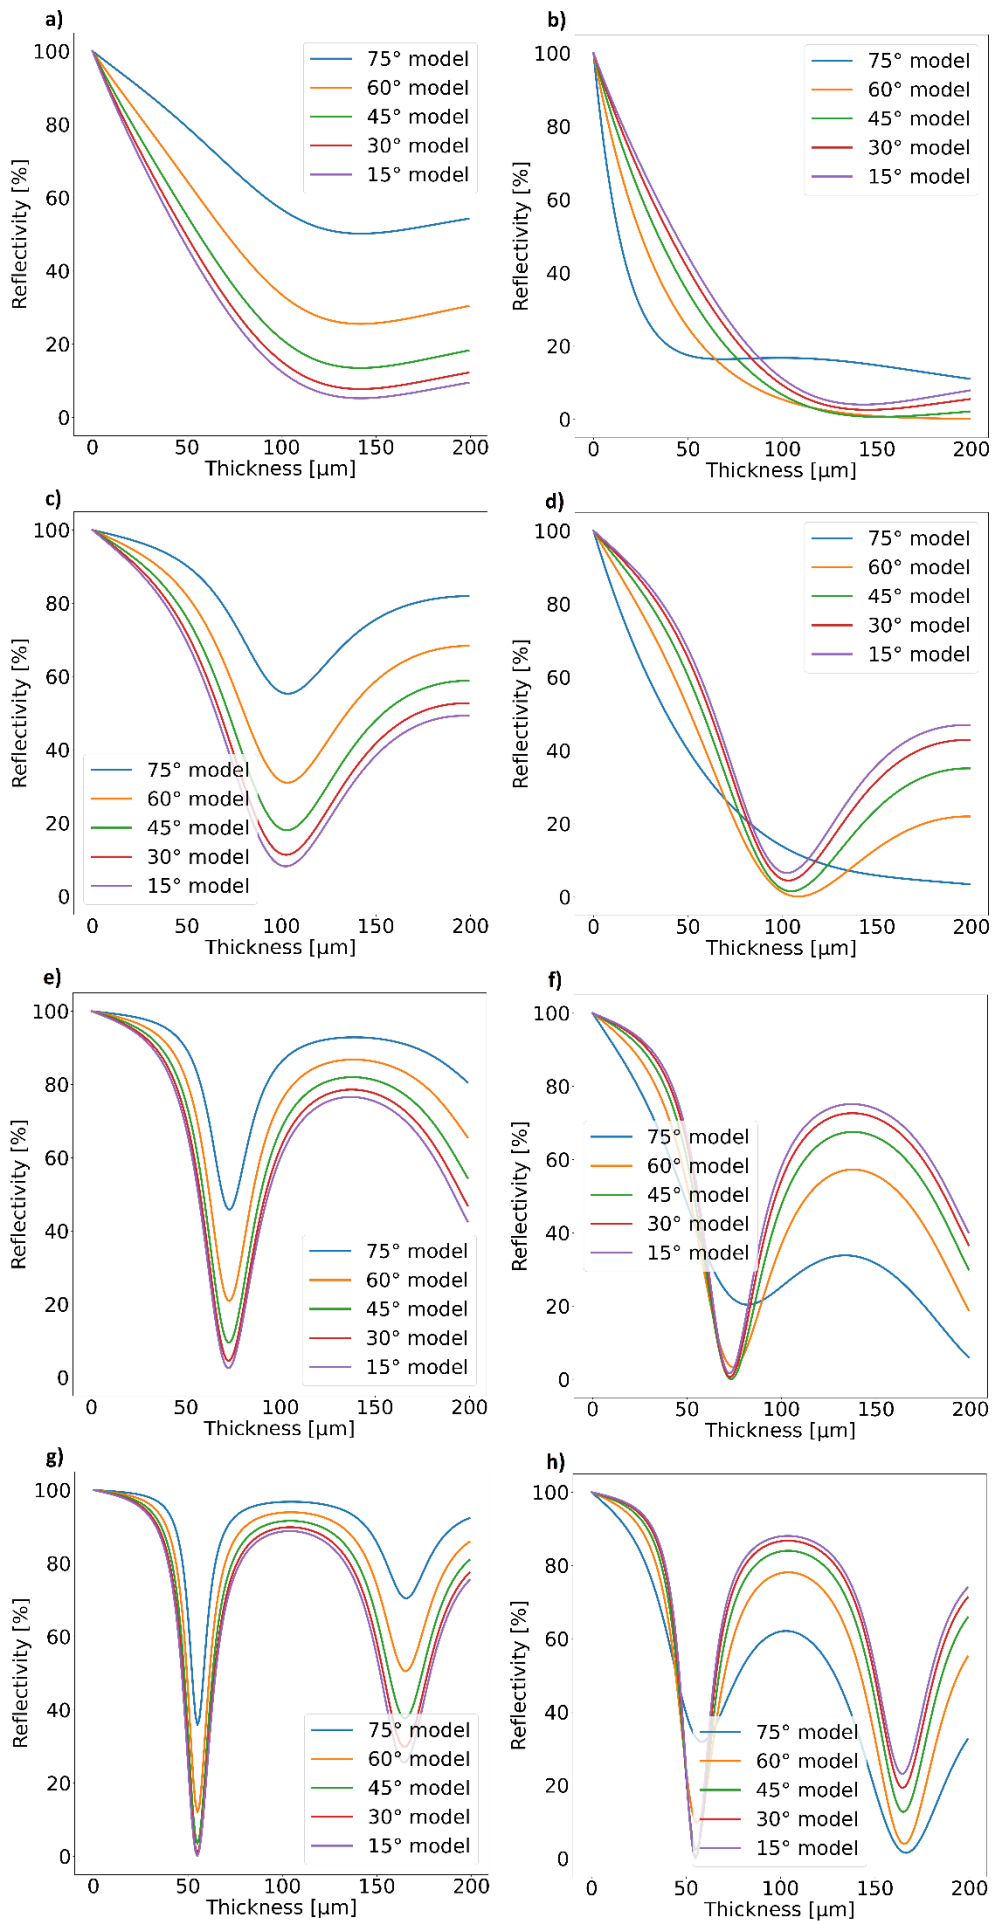 a)
100
80
60
40
20
0
Reflectivity [%]
75° model
60° model
45° model
30° model
15° model
0 50 100 150 200
Thickness [μm]
b)
100
80
60
40
20
0
Reflectivity [%]
75° model
60° model
45° model
30° model
15° model
0 50 100 150 200
Thickness [μm]
c)
100
80
60
40
20
0
Reflectivity [%]
75° model
60° model
45° model
30° model
15° model
0 50 100 150 200
Thickness [μm]
d)
100
80
60
40
20
0
Reflectivity [%]
75° model
60° model
45° model
30° model
15° model
0 50 100 150 200
Thickness [μm]
e)
100
80
60
40
20
0
Reflectivity [%]
75° model
60° model
45° model
30° model
15° model
0 50 100 150 200
Thickness [μm]
f)
100
80
60
40
20
0
Reflectivity [%]
75° model
60° model
45° model
30° model
15° model
0 50 100 150 200
Thickness [μm]
g)
100
80
60
40
20
0
Reflectivity [%]
75° model
60° model
45° model
30° model
15° model
0 50 100 150 200
Thickness [μm]
h)
100
80
60
40
20
0
Reflectivity [%]
75° model
60° model
45° model
30° model
15° model
0 50 100 150 200
Thickness [μm]